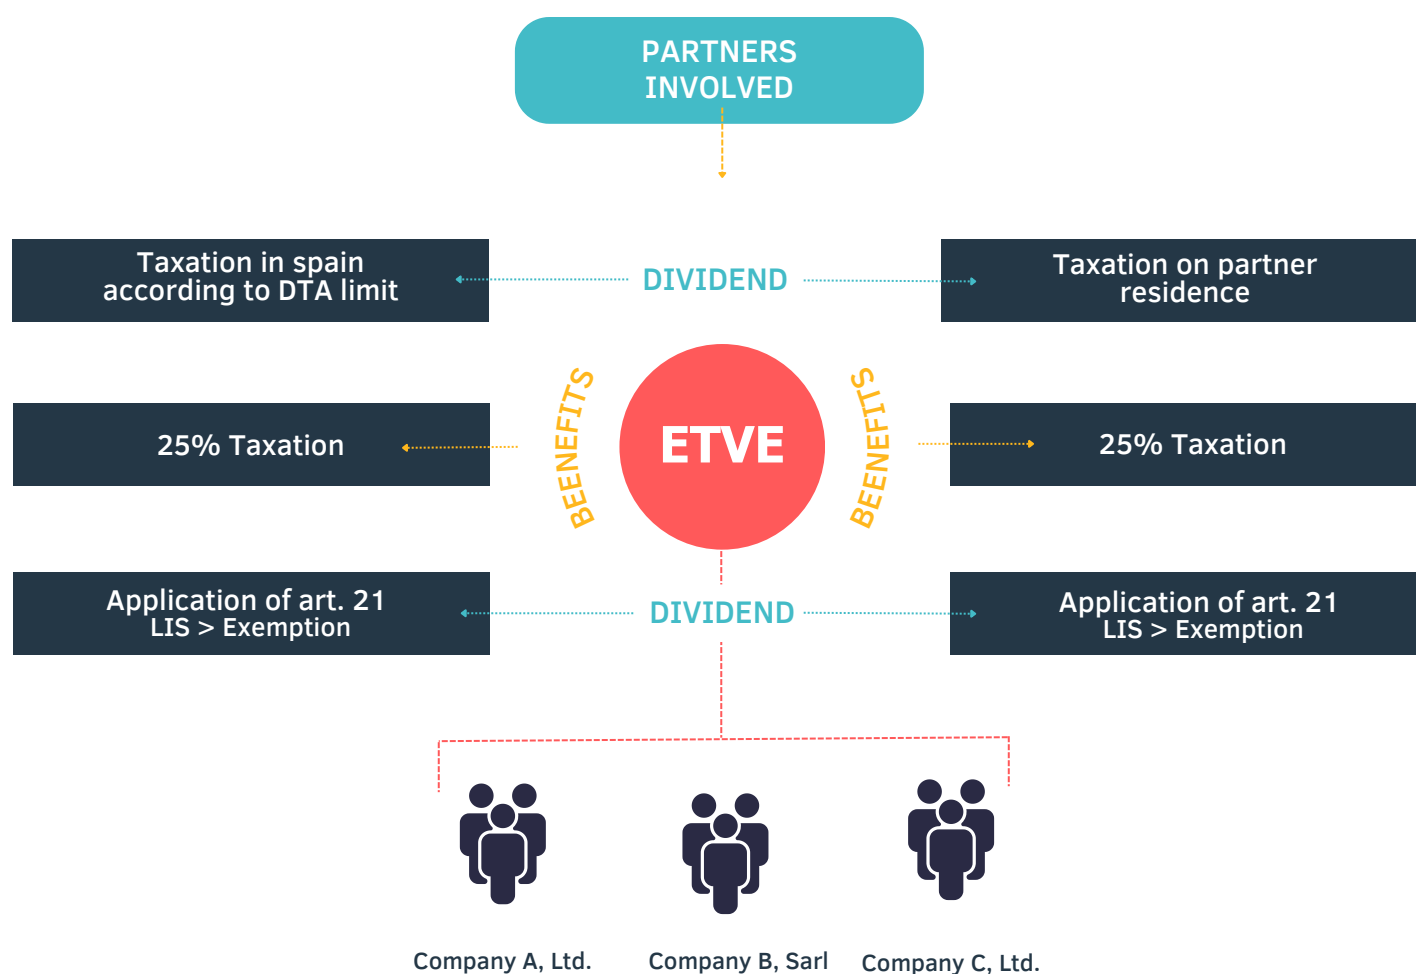 PARTNERS
INVOLVED
Taxation in spain
according to DTA limit
DIVIDEND
Taxation on partner
residence
25% Taxation
BEENEFITS
ETVE
BEENEFITS
25% Taxation
Application of art. 21
LIS > Exemption
DIVIDEND
Application of art. 21
LIS > Exemption
Company A, Ltd.
Company B, Sarl
Company C, Ltd.